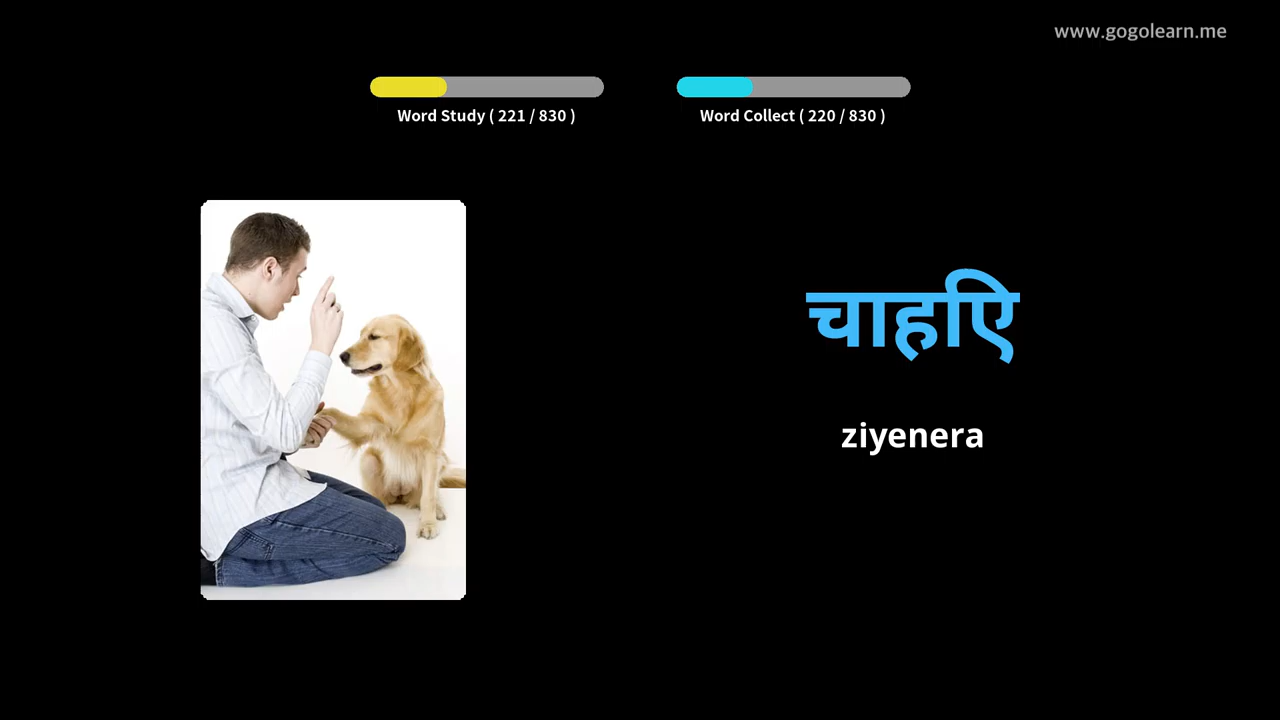 www.gogolearn.me
Word Study ( 221 / 830 )
Word Collect ( 220 / 830 )
चाहिए
ziyenera